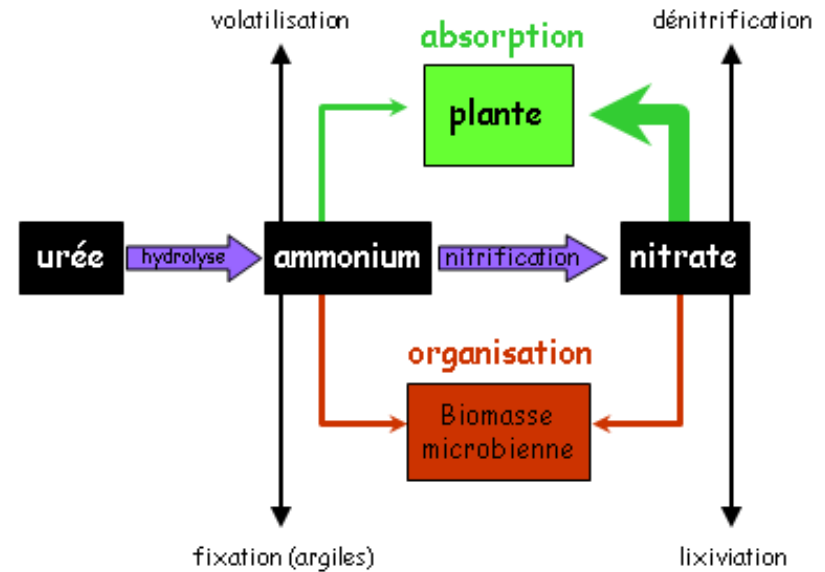 volatilisation
dénitrification
absorption
plante
urée
hydrolyse
ammonium
nitrification
nitrate
organisation
Biomasse
microbienne
fixation (argiles)
lixiviation